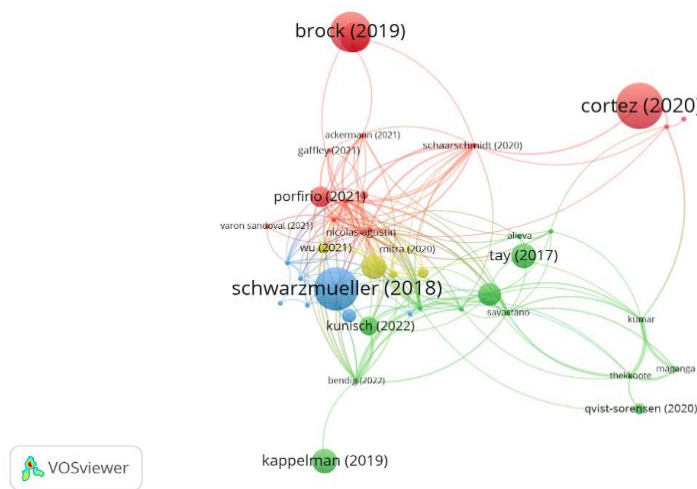 brock (2019)
cortez (2020)
ackermann (2021)
gaffley (2021)
schaarschmidt (2020)
porfirio (2021)
varon sandoval (2021)
nicolas-agustin
alieva
wu (2021)
mitra (2020)
tay (2017)
schwarzmueller (2018)
savastano
kunisch (2022)
kumar
bendig (2022)
thekkoote
maganga
qvist-sorensen (2020)
kappelman (2019)
VOSviewer